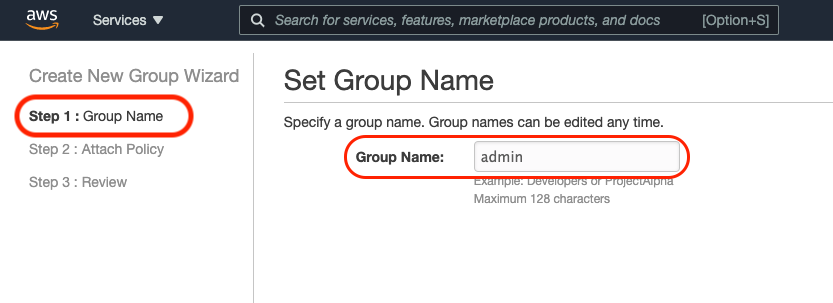 aws
Services ▼
Search for services, features, marketplace products, and docs [Option+S]
Create New Group Wizard
Step 1 : Group Name
Step 2 : Attach Policy
Step 3 : Review
Set Group Name
Specify a group name. Group names can be edited any time.
Group Name: admin
Example: Developers or ProjectAlpha
Maximum 128 characters